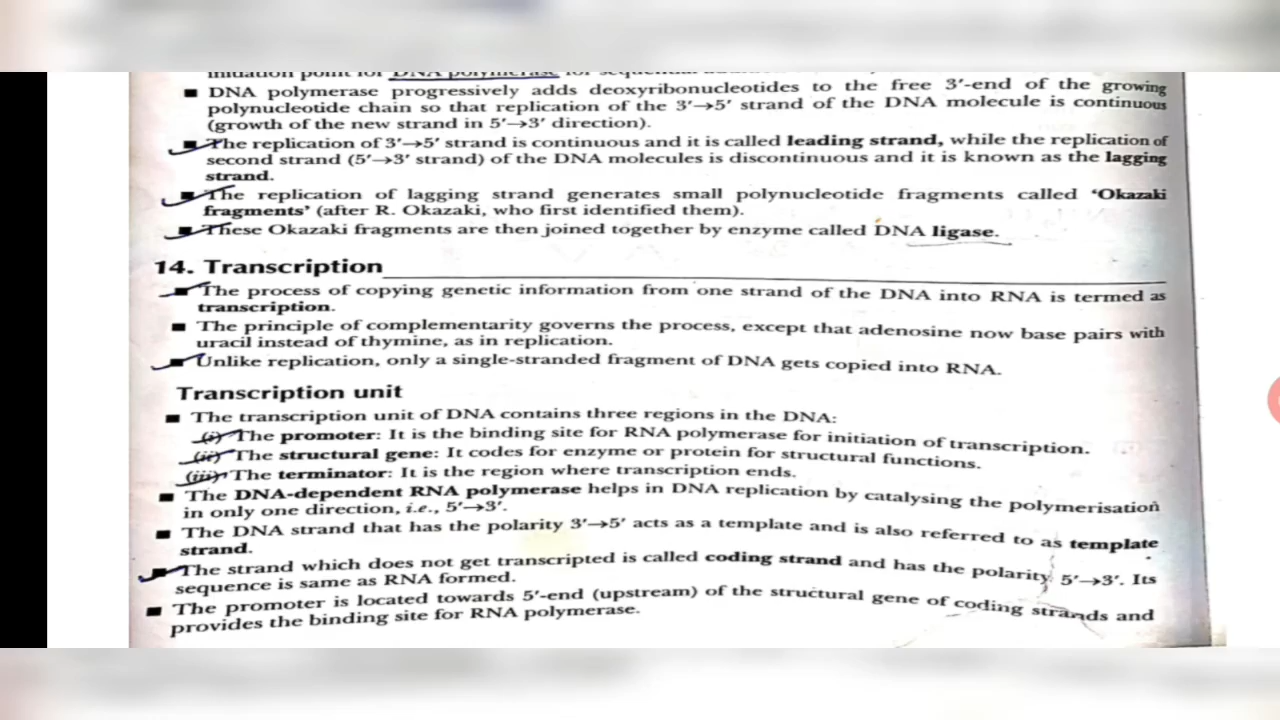 initiation point for DNA polymerase for sequential
■ DNA polymerase progressively adds deoxyribonucleotides to the free 3′-end of the growing
polynucleotide chain so that replication of the 3′→5′ strand of the DNA molecule is continuous
(growth of the new strand in 5′→3′ direction).
■ The replication of 3′→5′ strand is continuous and it is called leading strand, while the replication of
second strand (5′→3′ strand) of the DNA molecules is discontinuous and it is known as the lagging
strand.
■ The replication of lagging strand generates small polynucleotide fragments called ‘Okazaki
fragments’ (after R. Okazaki, who first identified them).
■ These Okazaki fragments are then joined together by enzyme called DNA ligase.
14. Transcription
■ The process of copying genetic information from one strand of the DNA into RNA is termed as
transcription.
■ The principle of complementarity governs the process, except that adenosine now base pairs with
uracil instead of thymine, as in replication.
■ Unlike replication, only a single-stranded fragment of DNA gets copied into RNA.
Transcription unit
■ The transcription unit of DNA contains three regions in the DNA:
(i) The promoter: It is the binding site for RNA polymerase for initiation of transcription.
(ii) The structural gene: It codes for enzyme or protein for structural functions.
(iii) The terminator: It is the region where transcription ends.
■ The DNA-dependent RNA polymerase helps in DNA replication by catalysing the polymerisation
in only one direction, i.e., 5′→3′.
■ The DNA strand that has the polarity 3′→5′ acts as a template and is also referred to as template
strand.
■ The strand which does not get transcripted is called coding strand and has the polarity 5′→3′. Its
sequence is same as RNA formed.
■ The promoter is located towards 5′-end (upstream) of the structural gene of coding strands and
provides the binding site for RNA polymerase.